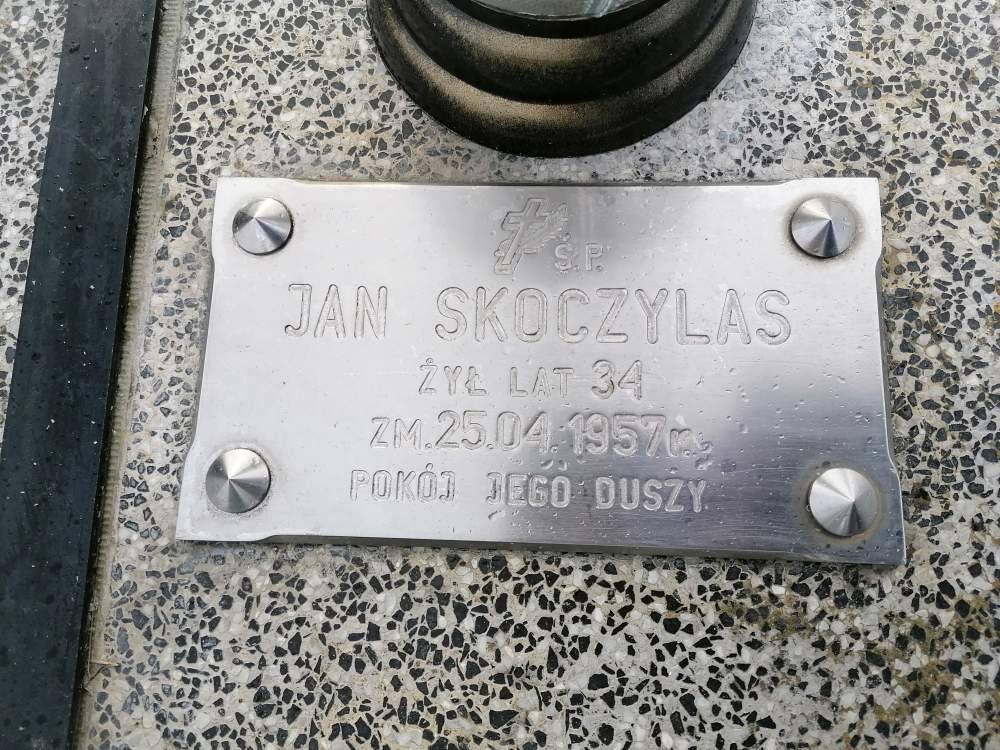 Ś.P.
JAN SKOCZYLAS
ŻYŁ LAT 34
ZM. 25.04.1957r.
POKÓJ JEGO DUSZY